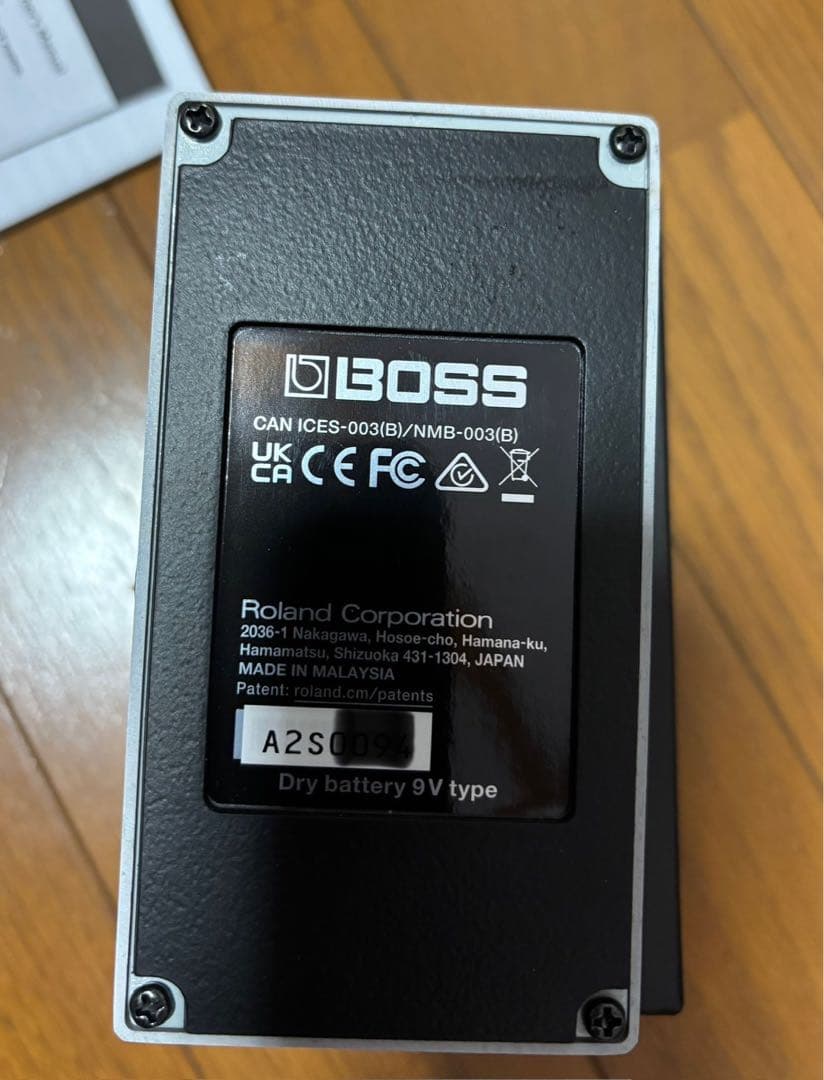 BOSS
CAN ICES-003(B)/NMB-003(B)
UK
CA CE FC
Roland Corporation
2036-1 Nakagawa, Hosoe-cho, Hamana-ku,
Hamamatsu, Shizuoka 431-1304, JAPAN
MADE IN MALAYSIA
Patent: roland.cm/patents
A2S0094
Dry battery 9V type